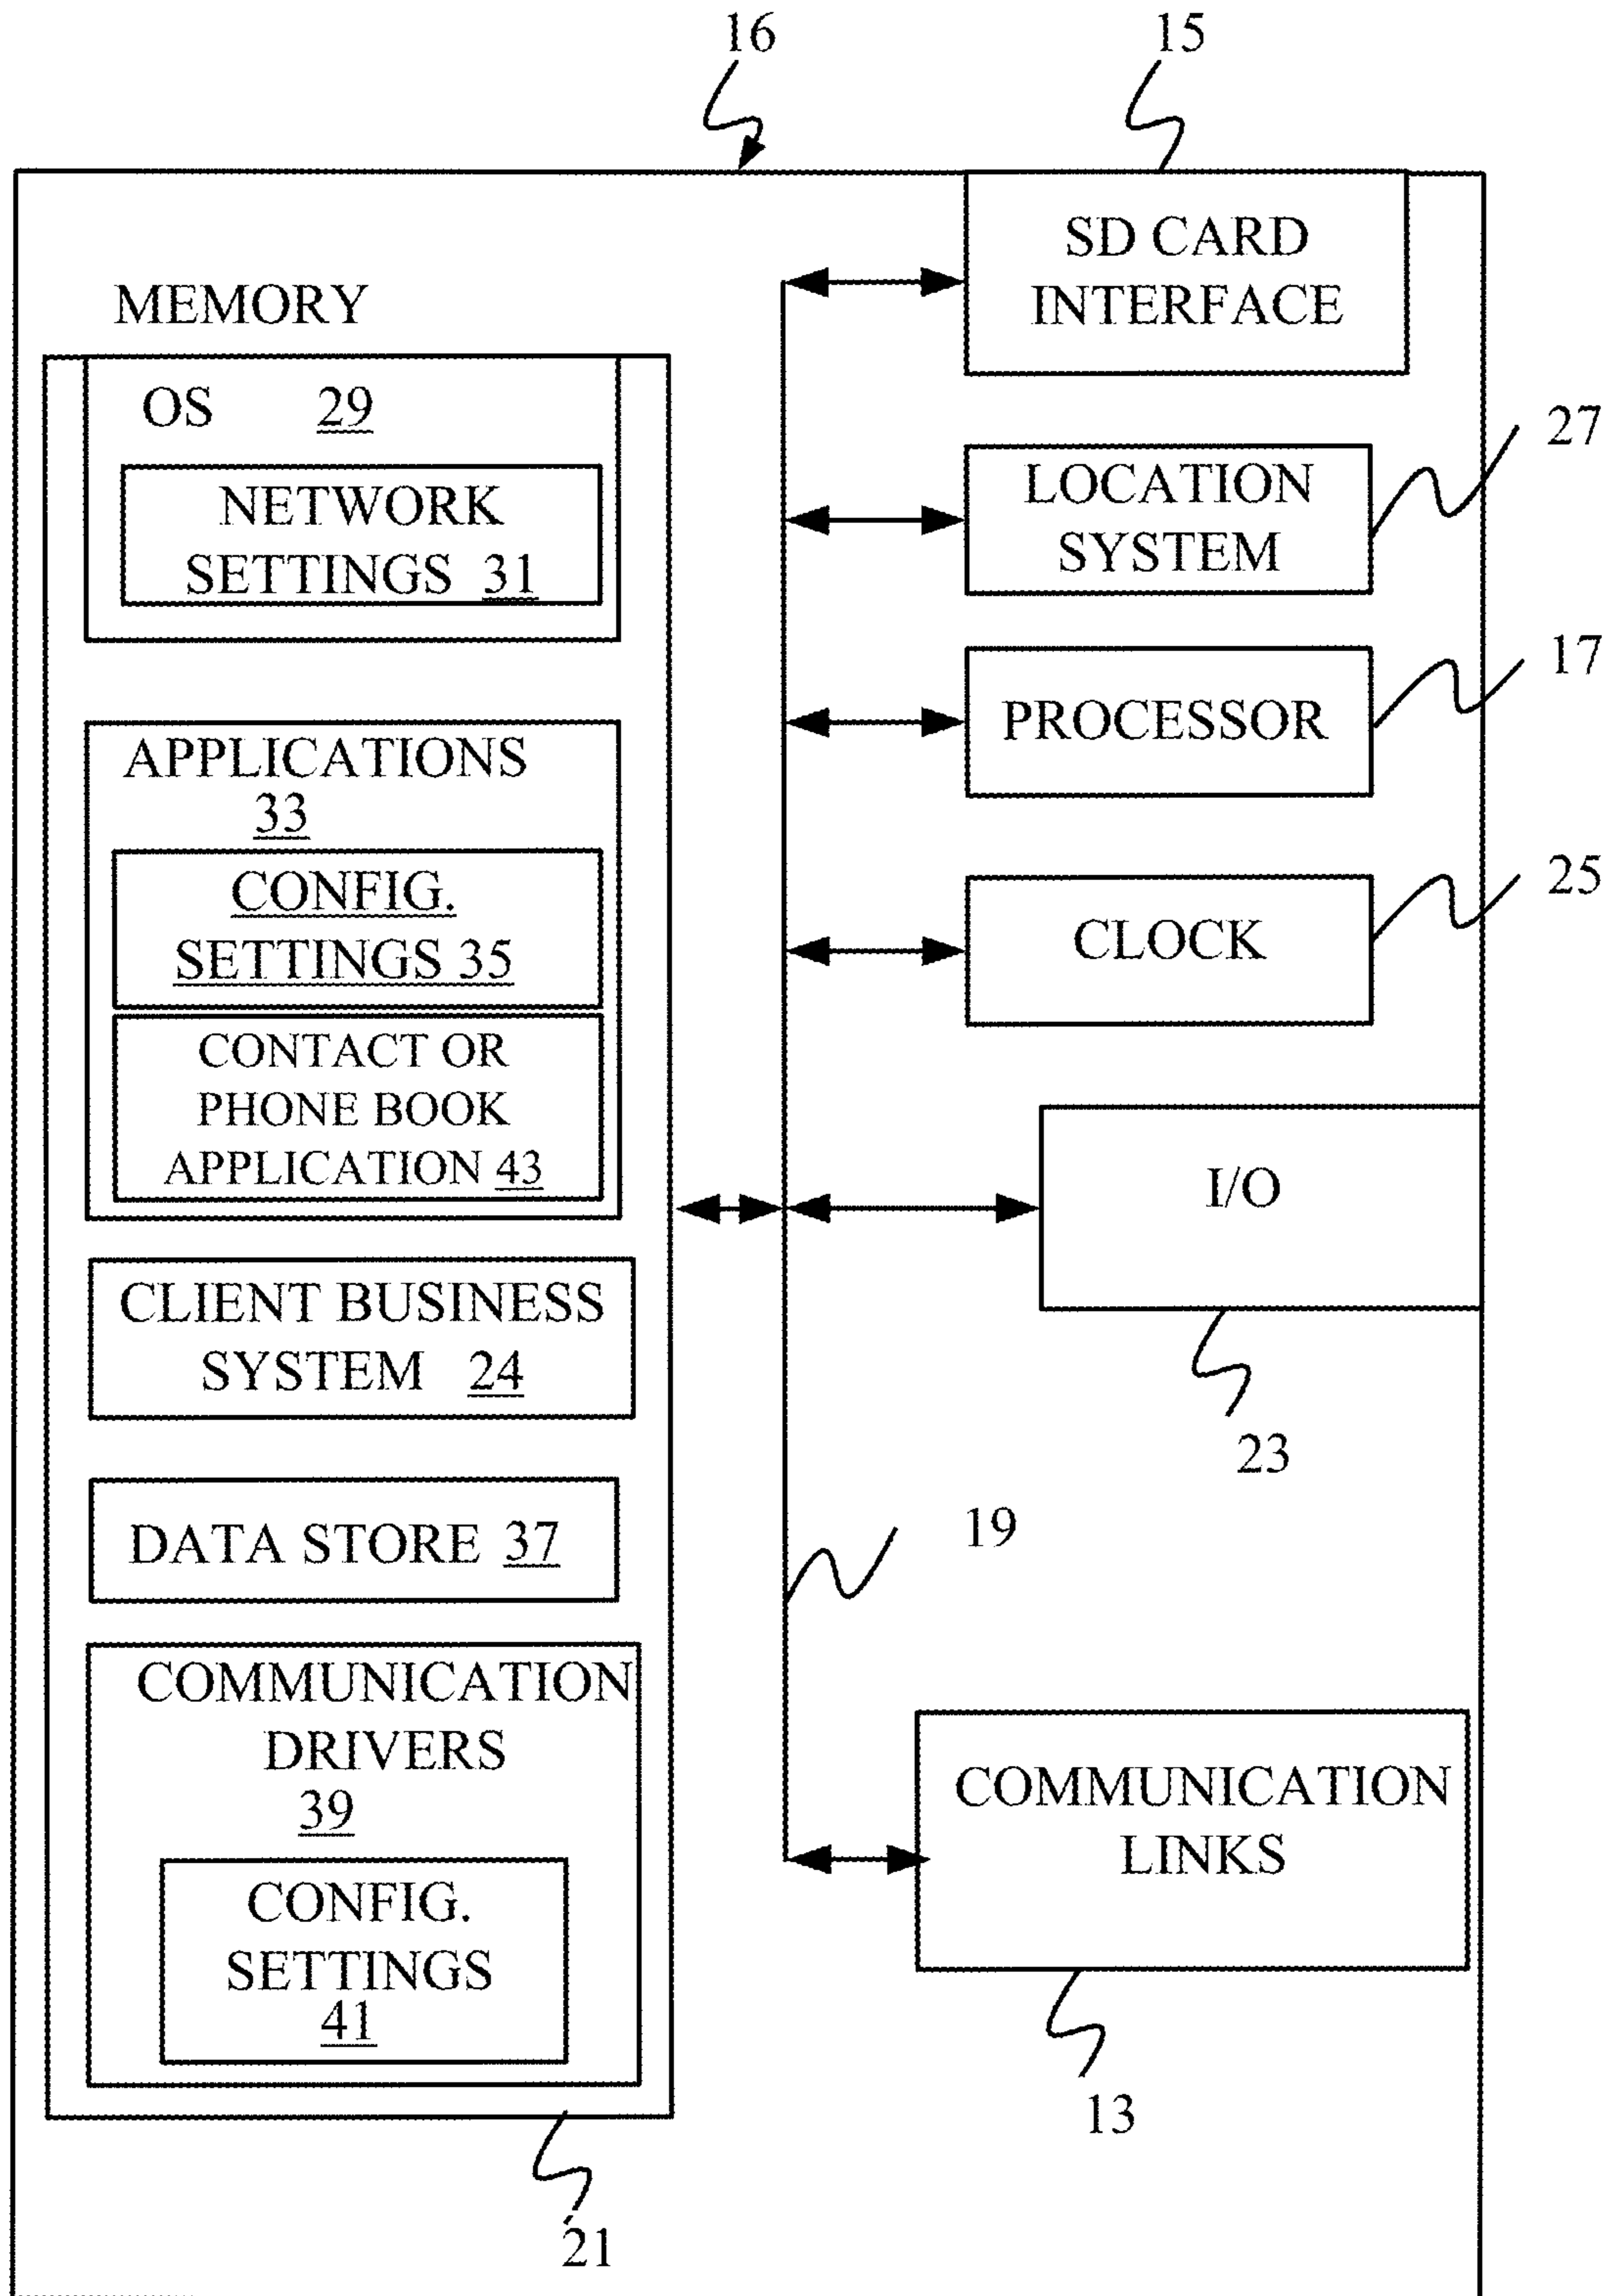 16
15
SD CARD
INTERFACE
MEMORY
OS 29
NETWORK
SETTINGS 31
LOCATION
SYSTEM
27
PROCESSOR
17
APPLICATIONS
33
CONFIG.
SETTINGS 35
CONTACT OR
PHONE BOOK
APPLICATION 43
CLOCK
25
I/O
23
CLIENT BUSINESS
SYSTEM 24
DATA STORE 37
19
COMMUNICATION
DRIVERS
39
CONFIG.
SETTINGS
41
COMMUNICATION
LINKS
13
21